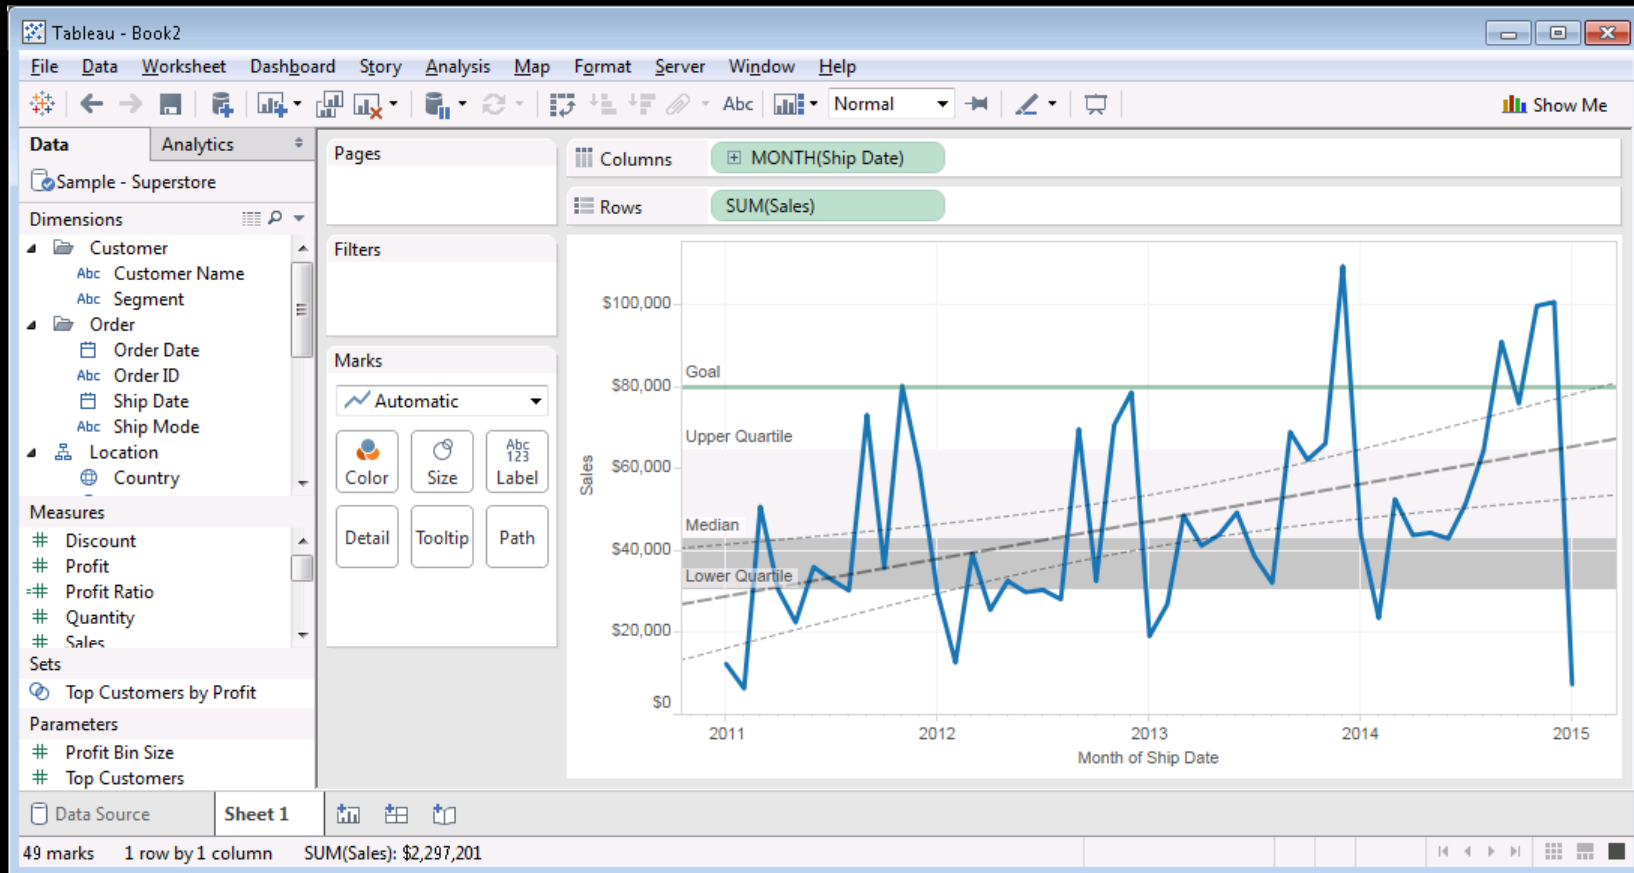 Tableau - Book2
File Data Worksheet Dashboard Story Analysis Map Format Server Window Help
Abc Normal Show Me
Data Analytics
Sample - Superstore
Dimensions
Customer
Abc Customer Name
Abc Segment
Order
Order Date
Abc Order ID
Ship Date
Abc Ship Mode
Location
Country
Measures
# Discount
# Profit
=# Profit Ratio
# Quantity
# Sales
Sets
Top Customers by Profit
Parameters
# Profit Bin Size
# Top Customers
Pages
Filters
Marks
Automatic
Color
Size
Abc
123
Label
Detail
Tooltip
Path
Columns MONTH(Ship Date)
Rows SUM(Sales)
Sales
$100,000
$80,000
$60,000
$40,000
$20,000
$0
Goal
Upper Quartile
Median
Lower Quartile
2011 2012 2013 2014 2015
Month of Ship Date
Data Source Sheet 1
49 marks 1 row by 1 column SUM(Sales): $2,297,201